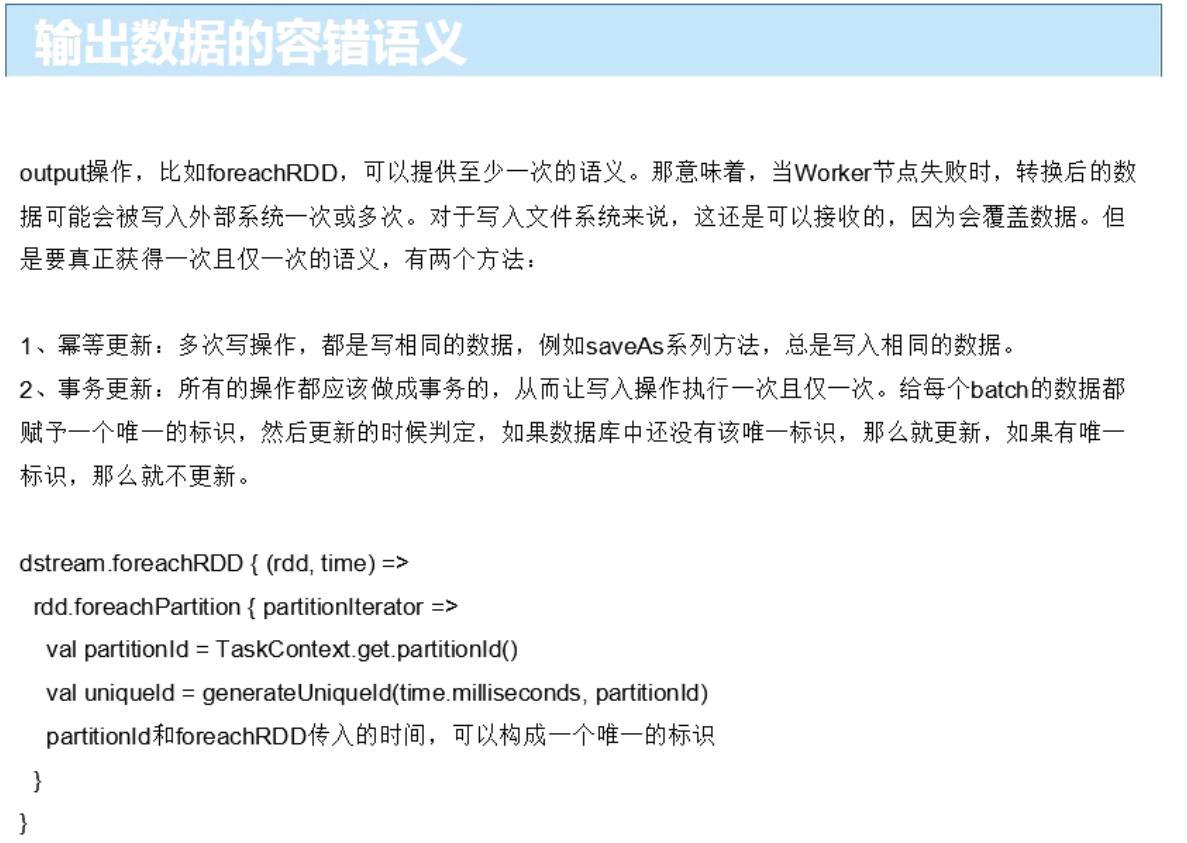 输出数据的容错语义
output操作，比如foreachRDD，可以提供至少一次的语义。那意味着，当Worker节点失败时，转换后的数
据可能会被写入外部系统一次或多次。对于写入文件系统来说，这还是可以接收的，因为会覆盖数据。但
是要真正获得一次且仅一次的语义，有两个方法：
1、幂等更新：多次写操作，都是写相同的数据，例如saveAs系列方法，总是写入相同的数据。
2、事务更新：所有的操作都应该做成事务的，从而让写入操作执行一次且仅一次。给每个batch的数据都
赋予一个唯一的标识，然后更新的时候判定，如果数据库中还没有该唯一标识，那么就更新，如果有唯一
标识，那么就不更新。
dstream.foreachRDD { (rdd, time) =>
rdd.foreachPartition { partitionIterator =>
val partitionId = TaskContext.get.partitionId()
val uniqueId = generateUniqueId(time.milliseconds, partitionId)
partitionId和foreachRDD传入的时间，可以构成一个唯一的标识
}
}